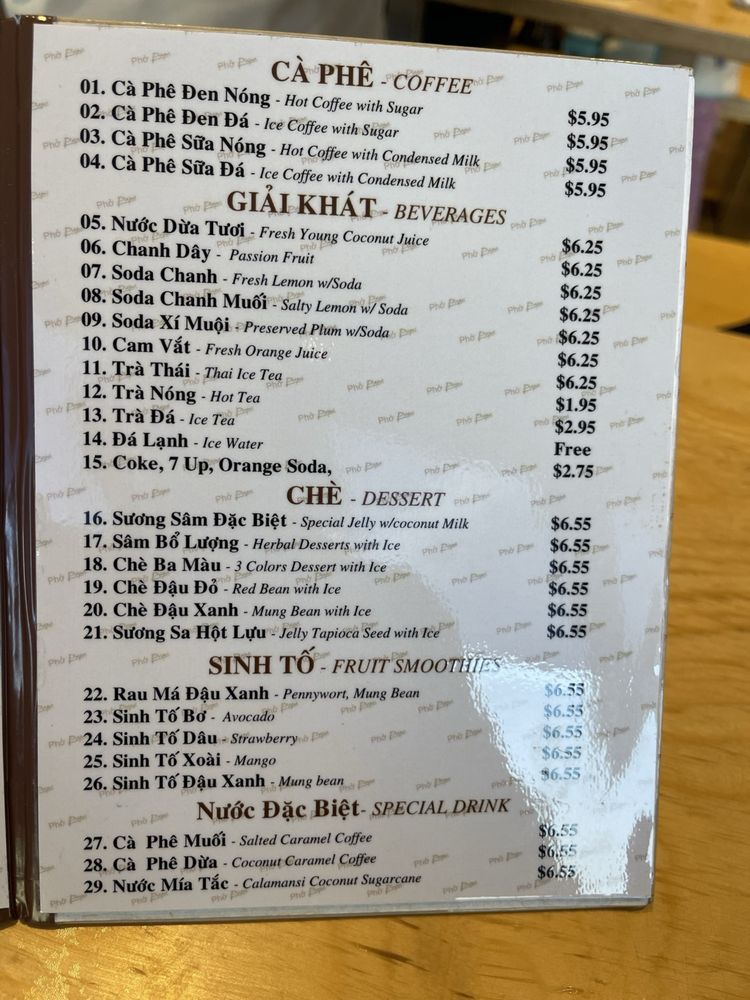 CÀ PHÊ - COFFEE
01. Cà Phê Đen Nóng - Hot Coffee with Sugar $5.95
02. Cà Phê Đen Đá - Ice Coffee with Sugar $5.95
03. Cà Phê Sữa Nóng - Hot Coffee with Condensed Milk $5.95
04. Cà Phê Sữa Đá - Ice Coffee with Condensed Milk $5.95
GIẢI KHÁT - BEVERAGES
05. Nước Dừa Tươi - Fresh Young Coconut Juice $6.25
06. Chanh Dây - Passion Fruit $6.25
07. Soda Chanh - Fresh Lemon w/Soda $6.25
08. Soda Chanh Muối - Salty Lemon w/ Soda $6.25
09. Soda Xí Muội - Preserved Plum w/Soda $6.25
10. Cam Vắt - Fresh Orange Juice $6.25
11. Trà Thái - Thai Ice Tea $6.25
12. Trà Nóng - Hot Tea $1.95
13. Trà Đá - Ice Tea $2.95
14. Đá Lạnh - Ice Water Free
15. Coke, 7 Up, Orange Soda, $2.75
CHÈ - DESSERT
16. Sương Sâm Đặc Biệt - Special Jelly w/coconut Milk $6.55
17. Sâm Bổ Lượng - Herbal Desserts with Ice $6.55
18. Chè Ba Màu - 3 Colors Dessert with Ice $6.55
19. Chè Đậu Đỏ - Red Bean with Ice $6.55
20. Chè Đậu Xanh - Mung Bean with Ice $6.55
21. Sương Sa Hột Lựu - Jelly Tapioca Seed with Ice $6.55
SINH TỐ - FRUIT SMOOTHIES
22. Rau Má Đậu Xanh - Pennywort, Mung Bean $6.55
23. Sinh Tố Bơ - Avocado $6.55
24. Sinh Tố Dâu - Strawberry $6.55
25. Sinh Tố Xoài - Mango $6.55
26. Sinh Tố Đậu Xanh - Mung bean $6.55
Nước Đặc Biệt- SPECIAL DRINK
27. Cà Phê Muối - Salted Caramel Coffee $6.55
28. Cà Phê Dừa - Coconut Caramel Coffee $6.55
29. Nước Mía Tắc - Calamansi Coconut Sugarcane $6.55